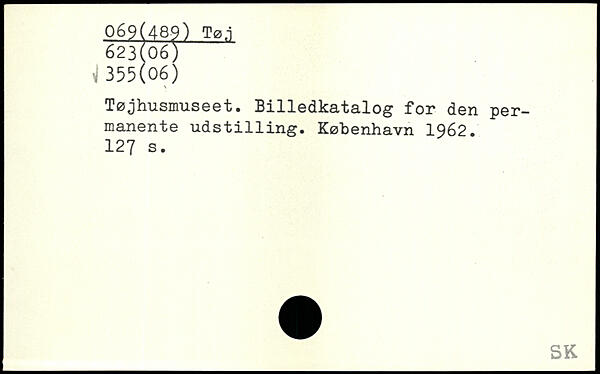 069(489) Tøj
623(06)
√ 355(06)
Tøjhusmuseet. Billedkatalog for den per-
manente udstilling. København 1962.
127 s.
SK